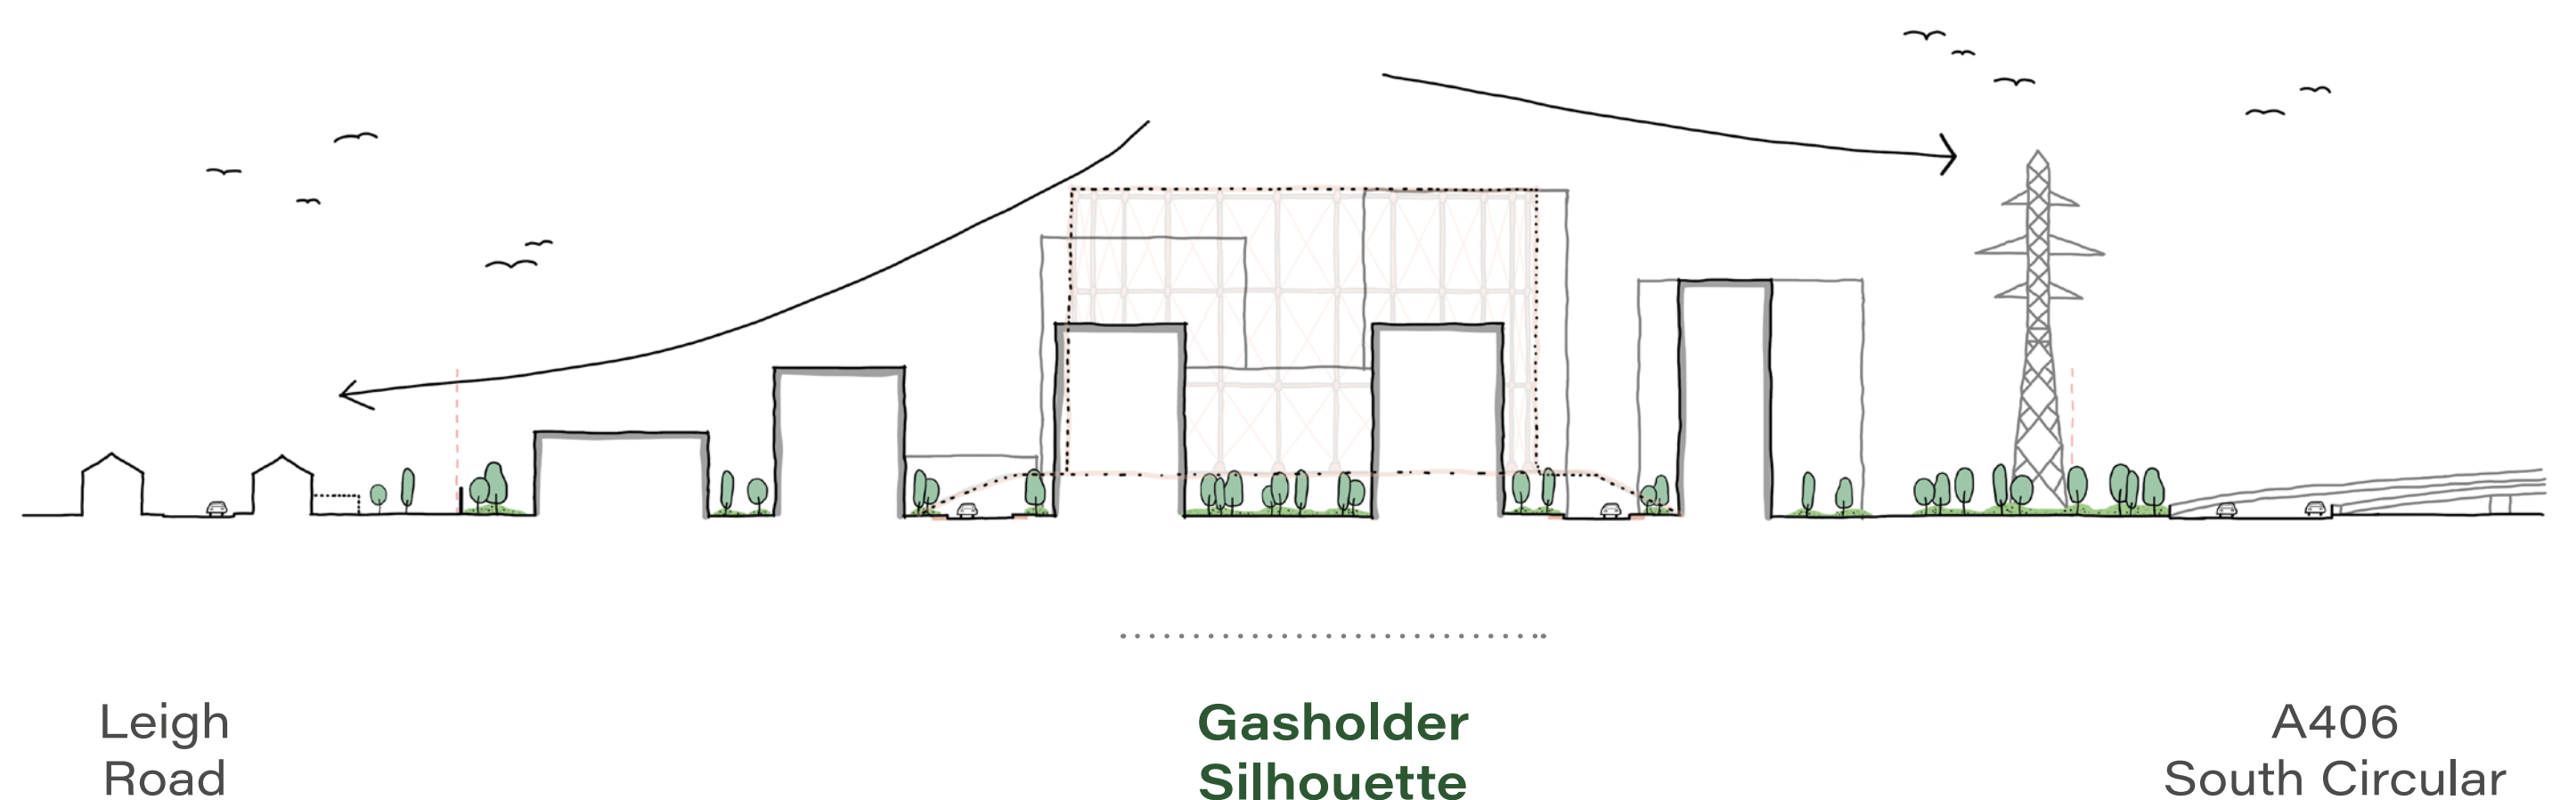 Leigh
Road
Gasholder
Silhouette
A406
South Circular